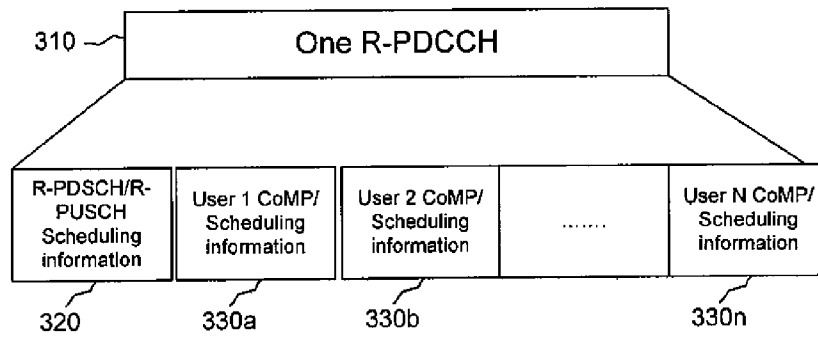 310
One R-PDCCH
R-PDSCH/R-
PUSCH
Scheduling
information
User 1 CoMP/
Scheduling
information
User 2 CoMP/
Scheduling
information
.......
User N CoMP/
Scheduling
information
320
330a
330b
330n